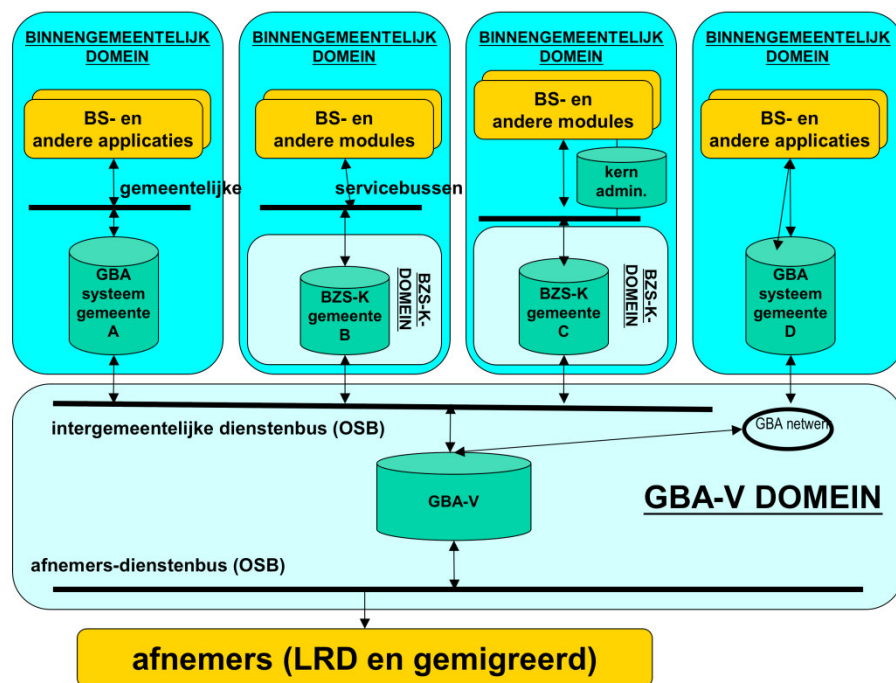 BINNENGEMEENTELIJK
DOMEIN
BS- en
andere applicaties
gemeentelijke
GBA
systeem
gemeente
A
BINNENGEMEENTELIJK
DOMEIN
BS- en
andere modules
servicebussen
BZS-K
gemeente
B
BZS-K-
DOMEIN
BINNENGEMEENTELIJK
DOMEIN
BS- en
andere modules
kern
admin.
BZS-K
gemeente
C
BZS-K-
DOMEIN
BINNENGEMEENTELIJK
DOMEIN
BS- en
andere applicaties
GBA
systeem
gemeente
D
intergemeentelijke dienstenbus (OSB)
GBA netwerk
GBA-V
GBA-V DOMEIN
afnemers-dienstenbus (OSB)
afnemers (LRD en gemigreerd)